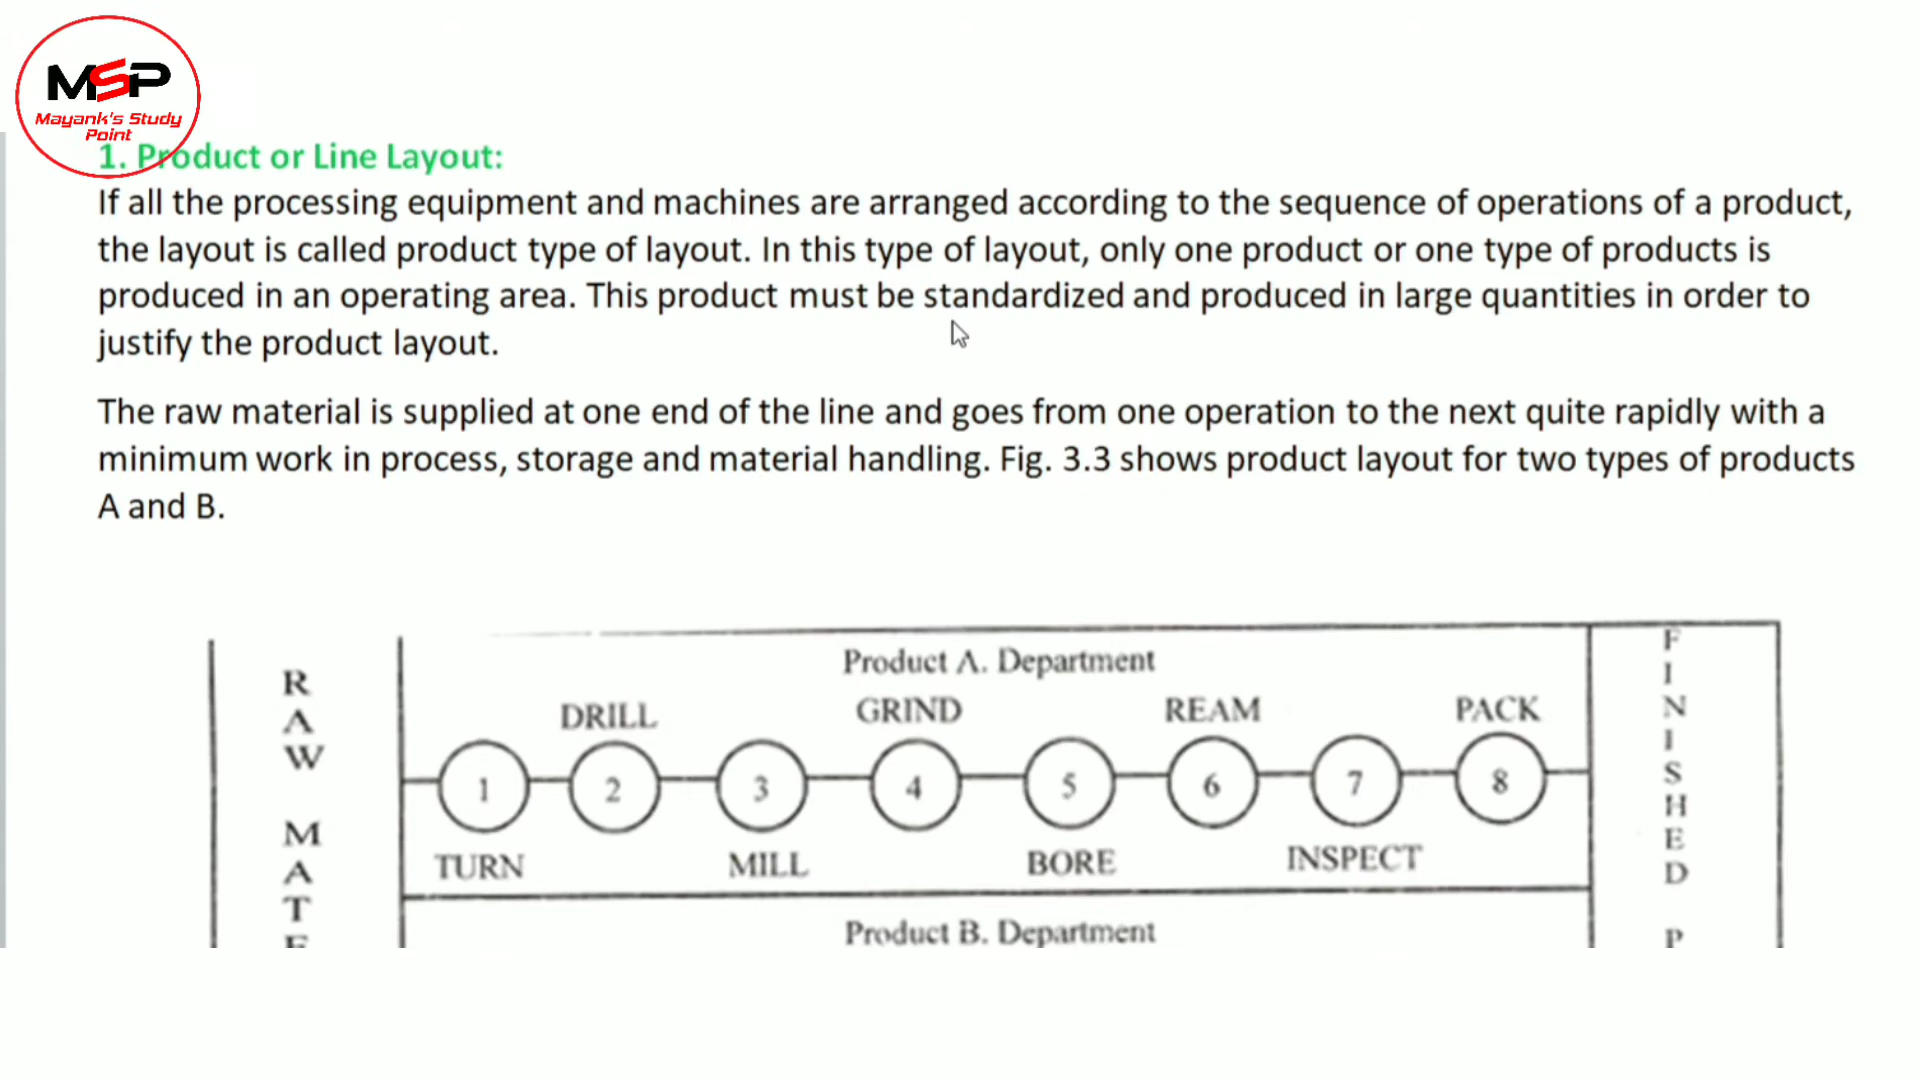 MSP
Mayank's Study
Point
1. Product or Line Layout:
If all the processing equipment and machines are arranged according to the sequence of operations of a product,
the layout is called product type of layout. In this type of layout, only one product or one type of products is
produced in an operating area. This product must be standardized and produced in large quantities in order to
justify the product layout.
The raw material is supplied at one end of the line and goes from one operation to the next quite rapidly with a
minimum work in process, storage and material handling. Fig. 3.3 shows product layout for two types of products
A and B.
RAW MATE
Product A. Department
DRILL GRIND REAM PACK
1 2 3 4 5 6 7 8
TURN MILL BORE INSPECT
Product B. Department
FINISHED P